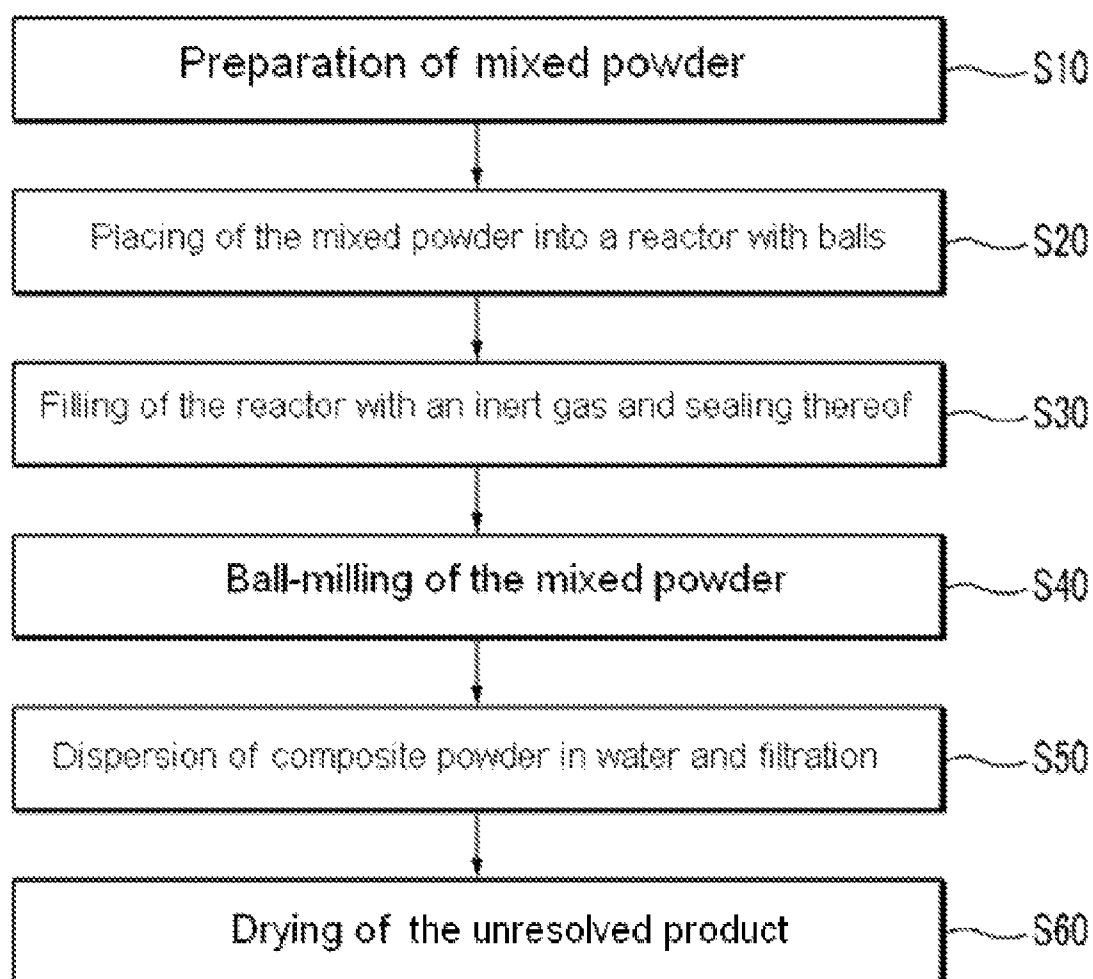 Preparation of mixed powder
S10
Placing of the mixed powder into a reactor with balls
S20
Filling of the reactor with an inert gas and sealing thereof
S30
Ball-milling of the mixed powder
S40
Dispersion of composite powder in water and filtration
S50
Drying of the unresolved product
S60